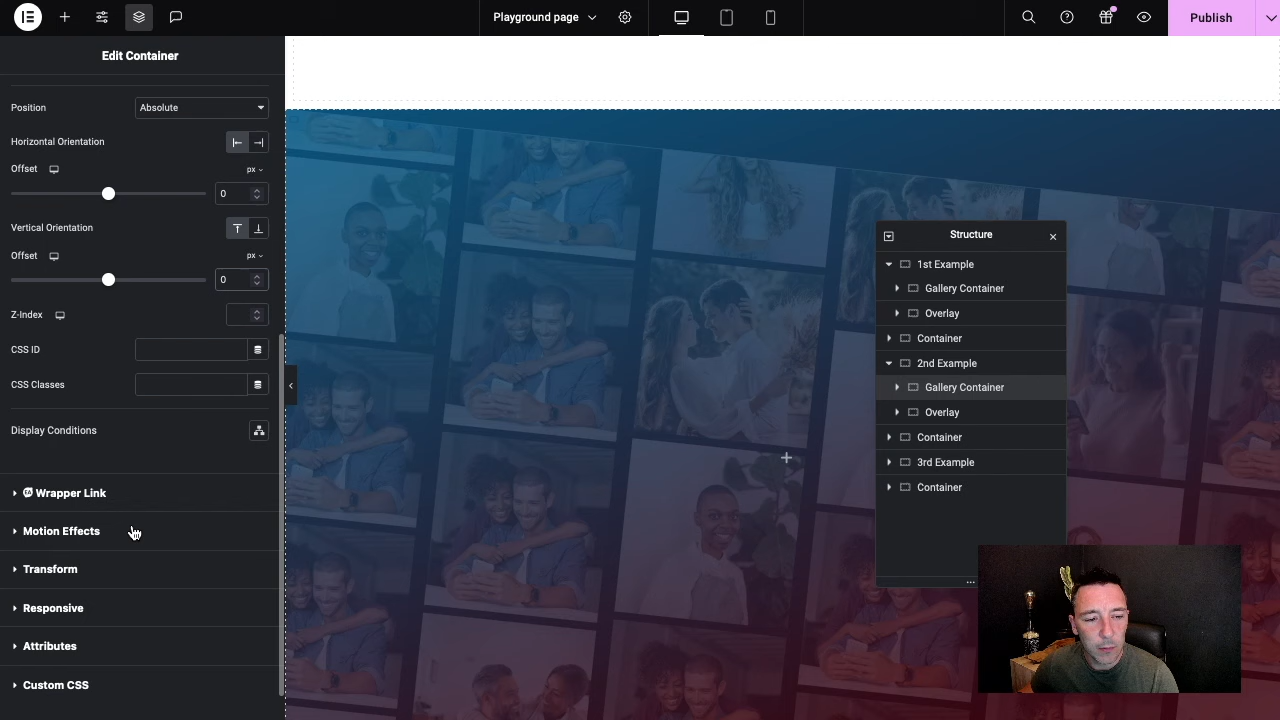 Playground page
Publish
Edit Container
Position
Absolute
Horizontal Orientation
Offset
px
0
Vertical Orientation
Offset
px
0
Z-Index
CSS ID
CSS Classes
Display Conditions
Wrapper Link
Motion Effects
Transform
Responsive
Attributes
Custom CSS
Structure
1st Example
Gallery Container
Overlay
Container
2nd Example
Gallery Container
Overlay
Container
3rd Example
Container